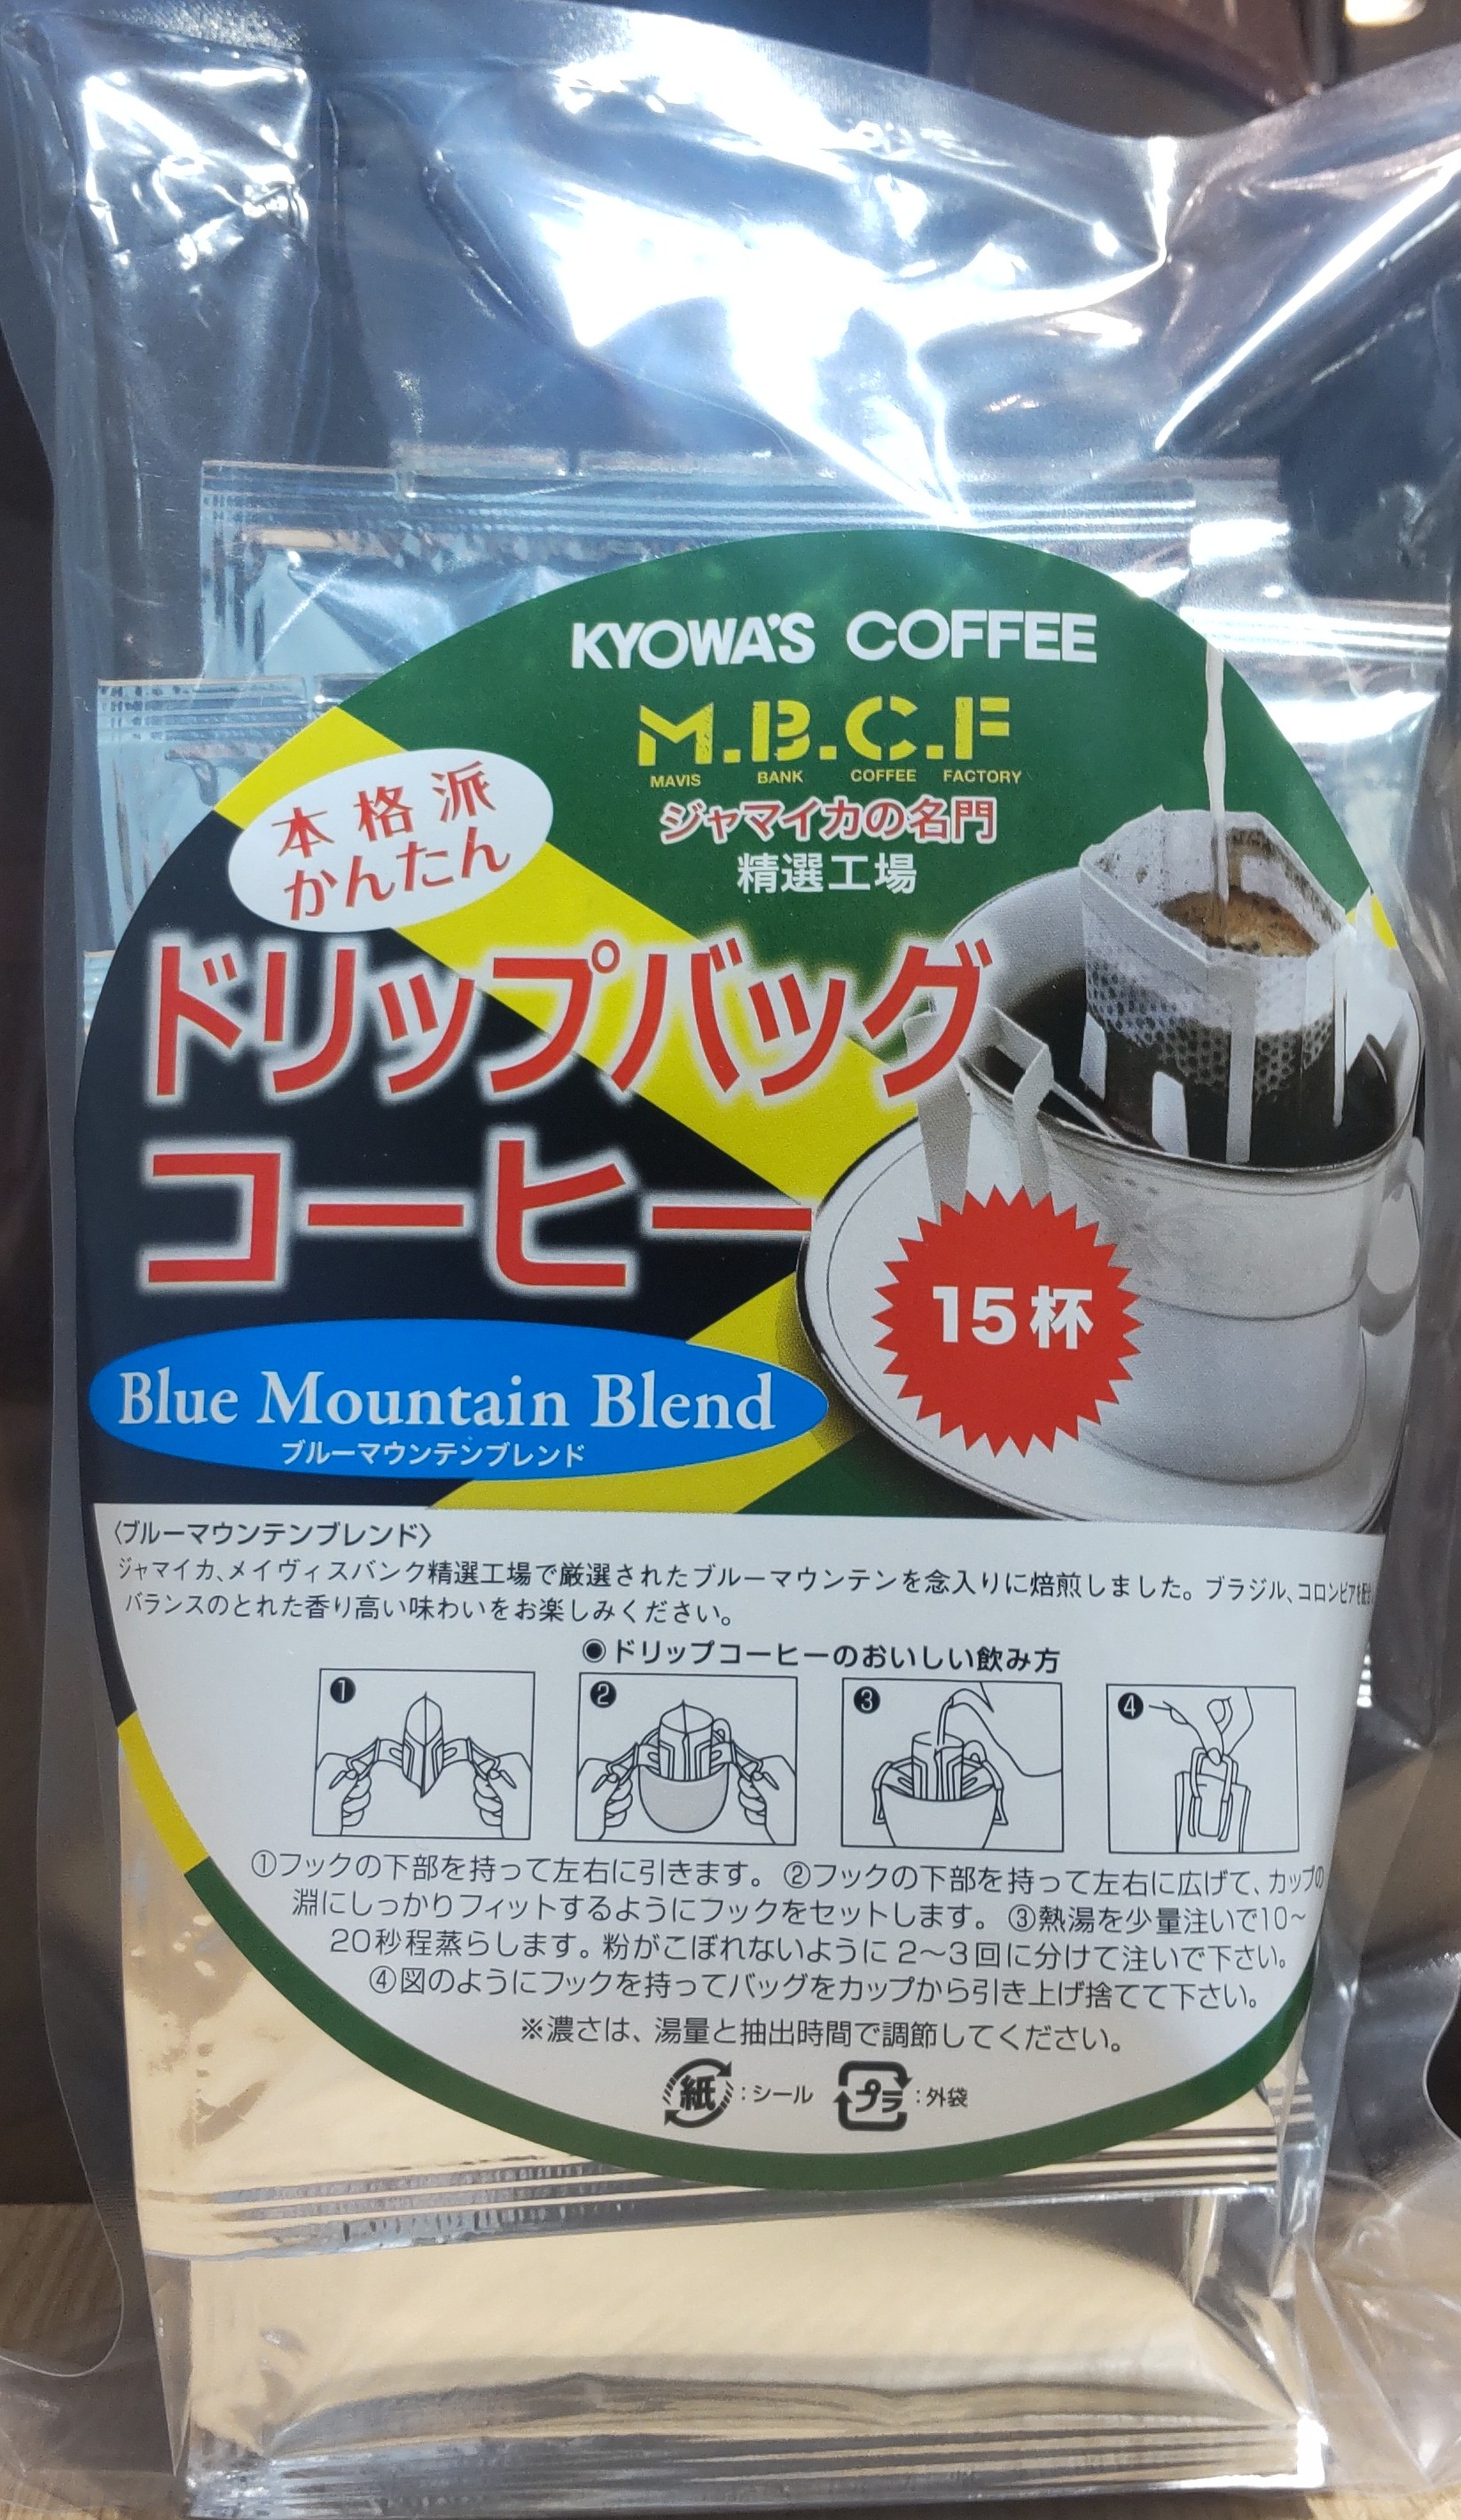 KYOWA'S COFFEE
M.B.C.F
MAVIS BANK COFFEE FACTORY
ジャマイカの名門
精選工場
本格派
かんたん
ドリップバッグ
コーヒー
15杯
Blue Mountain Blend
ブルーマウンテンブレンド
〈ブルーマウンテンブレンド〉
ジャマイカ、メイヴィスバンク精選工場で厳選されたブルーマウンテンを念入りに焙煎しました。ブラジル、コロンビアを配
バランスのとれた香り高い味わいをお楽しみください。
◉ドリップコーヒーのおいしい飲み方
❶ ❷ ❸ ❹
①フックの下部を持って左右に引きます。②フックの下部を持って左右に広げて、カップの
淵にしっかりフィットするようにフックをセットします。③熱湯を少量注いで10〜
20秒程蒸らします。粉がこぼれないように2〜3回に分けて注いで下さい。
④図のようにフックを持ってバッグをカップから引き上げ捨てて下さい。
※濃さは、湯量と抽出時間で調節してください。
紙:シール プラ:外袋